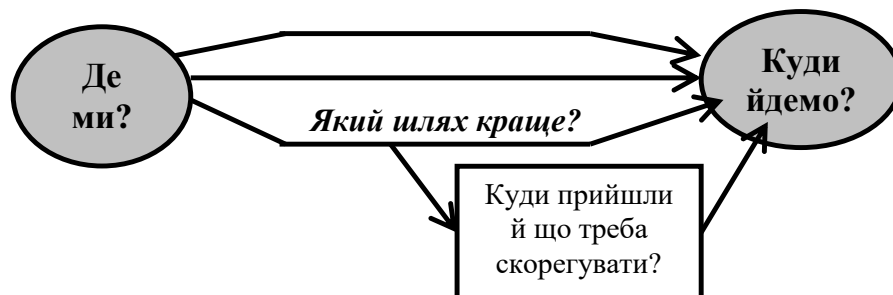 Де
ми?
Куди
йдемо?
Який шлях краще?
Куди прийшли
й що треба
скорегувати?